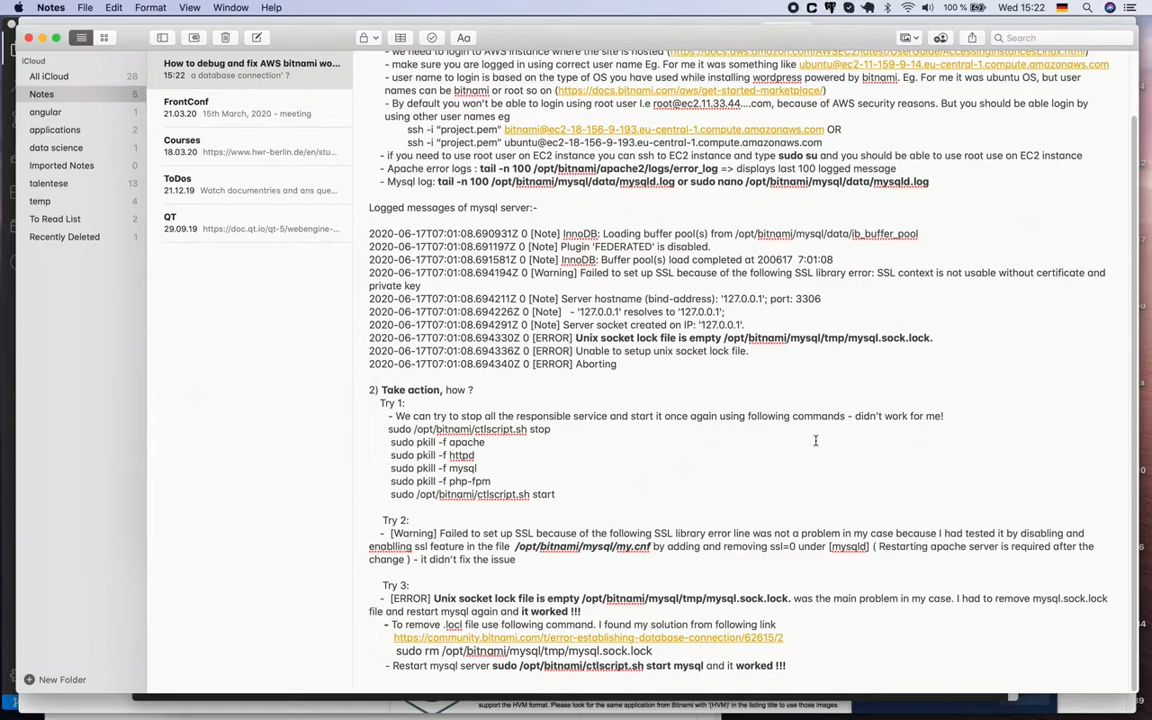 Notes File Edit Format View Window Help 100 % Wed 15:22
Aa Search
iCloud
All iCloud 28
Notes 5
angular 1
applications 2
data science 1
Imported Notes 0
talentese 13
temp 4
To Read List 2
Recently Deleted 1
New Folder
How to debug and fix AWS bitnami wo...
15:22 a database connection' ?
FrontConf
21.03.20 15th March, 2020 - meeting
Courses
18.03.20 https://www.hwr-berlin.de/en/stu...
ToDos
21.12.19 Watch documentries and ans que...
QT
29.09.19 https://doc.qt.io/qt-5/webengine-...
- we need to login to AWS instance where the site is hosted (https://docs.aws.amazon.com/AWSEC2/latest/UserGuide/AccessingInstancesLinux.html)
- make sure you are logged in using correct user name Eg. For me it was something like ubuntu@ec2-11-159-9-14.eu-central-1.compute.amazonaws.com
- user name to login is based on the type of OS you have used while installing wordpress powered by bitnami. Eg. For me it was ubuntu OS, but user
names can be bitnami or root so on (https://docs.bitnami.com/aws/get-started-marketplace/)
- By default you won't be able to login using root user I.e root@ec2.11.33.44....com, because of AWS security reasons. But you should be able login by
using other user names eg
ssh -i "project.pem" bitnami@ec2-18-156-9-193.eu-central-1.compute.amazonaws.com OR
ssh -i "project.pem" ubuntu@ec2-18-156-9-193.eu-central-1.compute.amazonaws.com
- if you need to use root user on EC2 instance you can ssh to EC2 instance and type sudo su and you should be able to use root use on EC2 instance
- Apache error logs : tail -n 100 /opt/bitnami/apache2/logs/error_log => displays last 100 logged message
- Mysql log: tail -n 100 /opt/bitnami/mysql/data/mysqld.log or sudo nano /opt/bitnami/mysql/data/mysqld.log
Logged messages of mysql server:-
2020-06-17T07:01:08.690931Z 0 [Note] InnoDB: Loading buffer pool(s) from /opt/bitnami/mysql/data/ib_buffer_pool
2020-06-17T07:01:08.691197Z 0 [Note] Plugin 'FEDERATED' is disabled.
2020-06-17T07:01:08.691581Z 0 [Note] InnoDB: Buffer pool(s) load completed at 200617 7:01:08
2020-06-17T07:01:08.694194Z 0 [Warning] Failed to set up SSL because of the following SSL library error: SSL context is not usable without certificate and
private key
2020-06-17T07:01:08.694211Z 0 [Note] Server hostname (bind-address): '127.0.0.1'; port: 3306
2020-06-17T07:01:08.694226Z 0 [Note] - '127.0.0.1' resolves to '127.0.0.1';
2020-06-17T07:01:08.694291Z 0 [Note] Server socket created on IP: '127.0.0.1'.
2020-06-17T07:01:08.694330Z 0 [ERROR] Unix socket lock file is empty /opt/bitnami/mysql/tmp/mysql.sock.lock.
2020-06-17T07:01:08.694336Z 0 [ERROR] Unable to setup unix socket lock file.
2020-06-17T07:01:08.694340Z 0 [ERROR] Aborting
2) Take action, how ?
Try 1:
- We can try to stop all the responsible service and start it once again using following commands - didn't work for me!
sudo /opt/bitnami/ctlscript.sh stop
sudo pkill -f apache
sudo pkill -f httpd
sudo pkill -f mysql
sudo pkill -f php-fpm
sudo /opt/bitnami/ctlscript.sh start
Try 2:
- [Warning] Failed to set up SSL because of the following SSL library error line was not a problem in my case because I had tested it by disabling and
enablling ssl feature in the file /opt/bitnami/mysql/my.cnf by adding and removing ssl=0 under [mysqld] ( Restarting apache server is required after the
change ) - it didn't fix the issue
Try 3:
- [ERROR] Unix socket lock file is empty /opt/bitnami/mysql/tmp/mysql.sock.lock. was the main problem in my case. I had to remove mysql.sock.lock
file and restart mysql again and it worked !!!
- To remove .locl file use following command. I found my solution from following link
https://community.bitnami.com/t/error-establishing-database-connection/62615/2
sudo rm /opt/bitnami/mysql/tmp/mysql.sock.lock
- Restart mysql server sudo /opt/bitnami/ctlscript.sh start mysql and it worked !!!
support the HVM format. Please look for the same application from Bitnami with '(HVM)' in the listing title to use those images